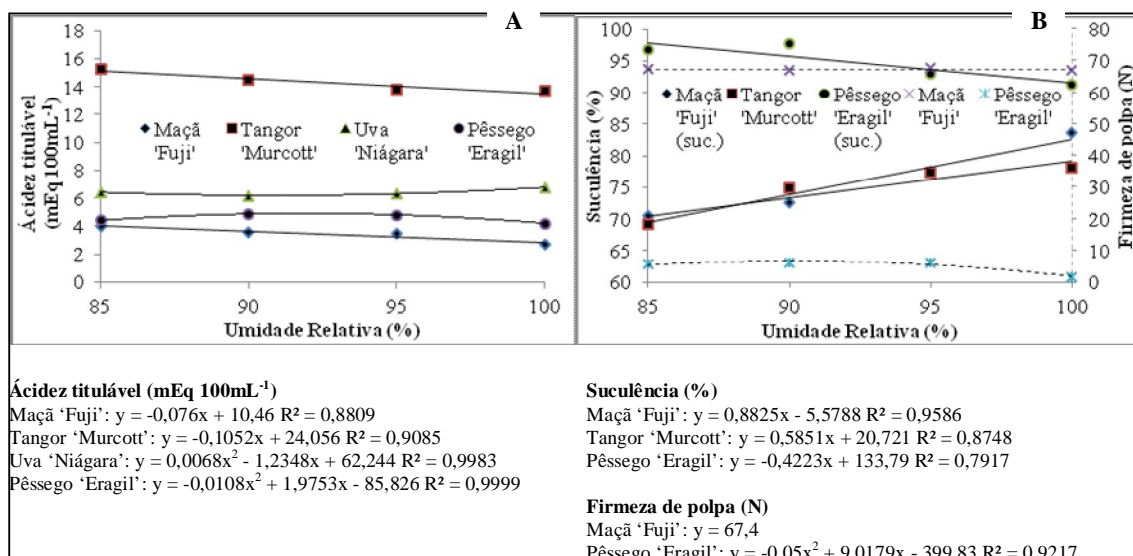 A
18
16
14
12
10
8
6
4
2
0
Ácidez titulável
(mEq 100mL⁻¹)
Maçã
'Fuji'
Tangor
'Murcott'
Uva
'Niágara'
Pêssego
'Eragil'
85
90
95
100
Umidade Relativa (%)
B
100
95
90
85
80
75
70
65
60
Suculência (%)
Maçã
'Fuji'
(suc.)
Tangor
'Murcott'
Pêssego
'Eragil'
(suc.)
Maçã
'Fuji'
Pêssego
'Eragil'
80
70
60
50
40
30
20
10
0
Firmeza de polpa (N)
85
90
95
100
Umidade Relativa (%)
Ácidez titulável (mEq 100mL⁻¹)
Maçã ‘Fuji’: y = -0,076x + 10,46 R² = 0,8809
Tangor ‘Murcott’: y = -0,1052x + 24,056 R² = 0,9085
Uva ‘Niágara’: y = 0,0068x² - 1,2348x + 62,244 R² = 0,9983
Pêssego ‘Eragil’: y = -0,0108x² + 1,9753x - 85,826 R² = 0,9999
Suculência (%)
Maçã ‘Fuji’: y = 0,8825x - 5,5788 R² = 0,9586
Tangor ‘Murcott’: y = 0,5851x + 20,721 R² = 0,8748
Pêssego ‘Eragil’: y = -0,4223x + 133,79 R² = 0,7917
Firmeza de polpa (N)
Maçã ‘Fuji’: y = 67,4
Pêssego ‘Eragil’: y = -0,05x² + 9,0179x - 399,83 R² = 0,9217